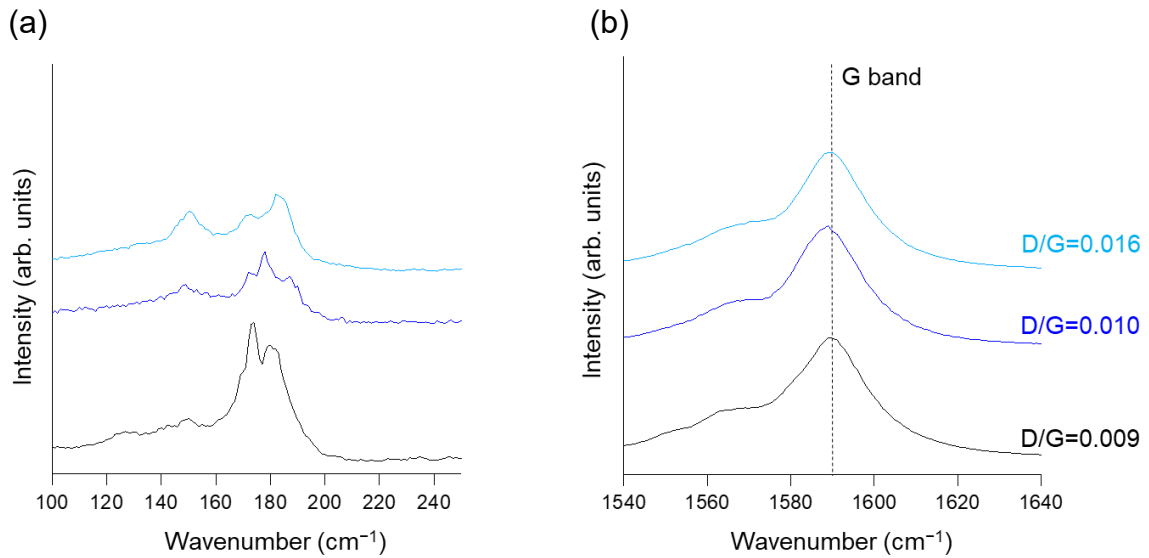 (a)
Intensity (arb. units)
100 120 140 160 180 200 220 240
Wavenumber (cm⁻¹)
(b)
G band
Intensity (arb. units)
D/G=0.016
D/G=0.010
D/G=0.009
1540 1560 1580 1600 1620 1640
Wavenumber (cm⁻¹)